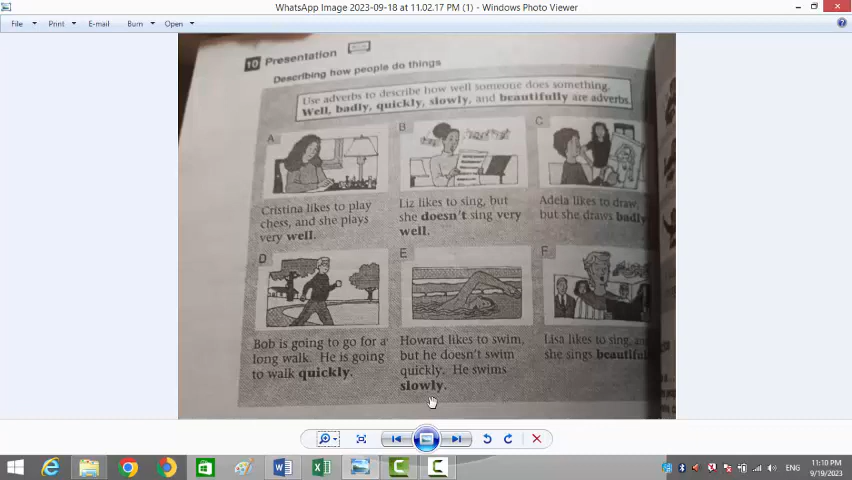 WhatsApp Image 2023-09-18 at 11.02.17 PM (1) - Windows Photo Viewer
File Print E-mail Burn Open
10 Presentation
Describing how people do things
Use adverbs to describe how well someone does something.
Well, badly, quickly, slowly, and beautifully are adverbs.
A
B
C
Cristina likes to play
chess, and she plays
very well.
Liz likes to sing, but
she doesn't sing very
well.
Adela likes to draw,
but she draws badly
D
E
F
Bob is going to go for a
long walk. He is going
to walk quickly.
Howard likes to swim,
but he doesn't swim
quickly. He swims
slowly.
Lisa likes to sing,
she sings beautiful
ENG
11:10 PM
9/19/2023